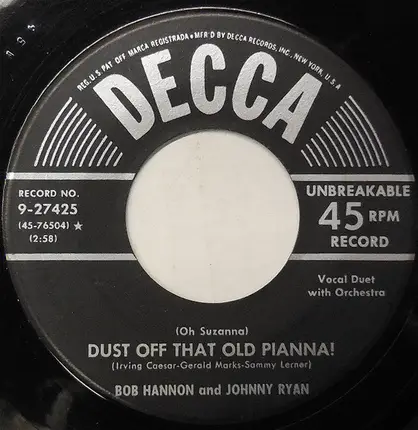 REG. U.S. PAT. OFF. MARCA REGISTRADA • MF'R'D BY DECCA RECORDS, INC., NEW YORK, U.S.A.
DECCA
RECORD NO.
9-27425
(45-76504) ★
(2:58)
UNBREAKABLE
45 RPM
RECORD
Vocal Duet
with Orchestra
(Oh Suzanna)
DUST OFF THAT OLD PIANNA!
(Irving Caesar-Gerald Marks-Sammy Lerner)
BOB HANNON and JOHNNY RYAN